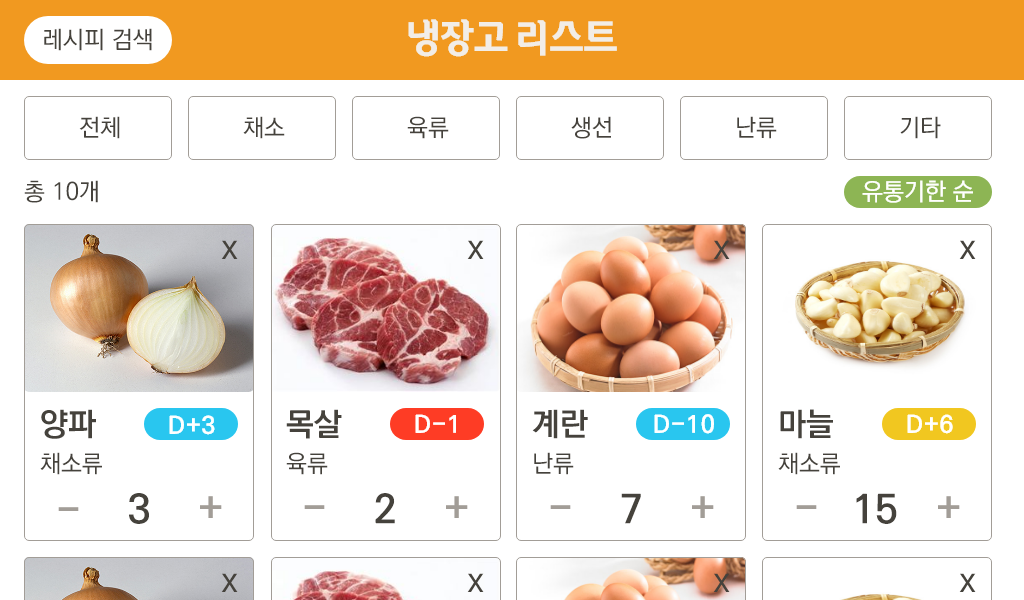 레시피 검색
냉장고 리스트
전체 채소 육류 생선 난류 기타
총 10개
유통기한 순
X X X X
양파 D+3 목살 D-1 계란 D-10 마늘 D+6
채소류 육류 난류 채소류
− 3 + − 2 + − 7 + − 15 +
X X X X